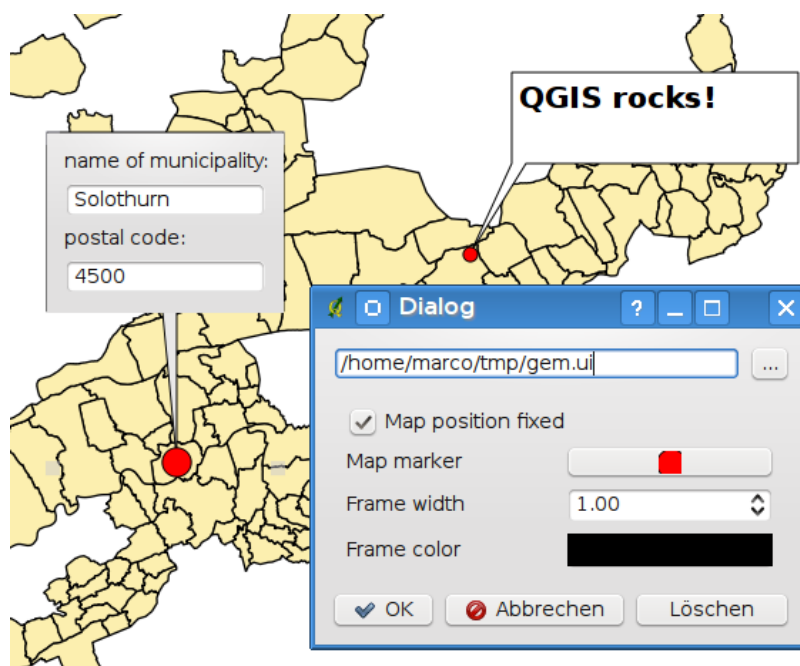 QGIS rocks!
name of municipality:
Solothurn
postal code:
4500
Dialog
/home/marco/tmp/gem.ui
...
Map position fixed
Map marker
Frame width
1.00
Frame color
OK
Abbrechen
Löschen